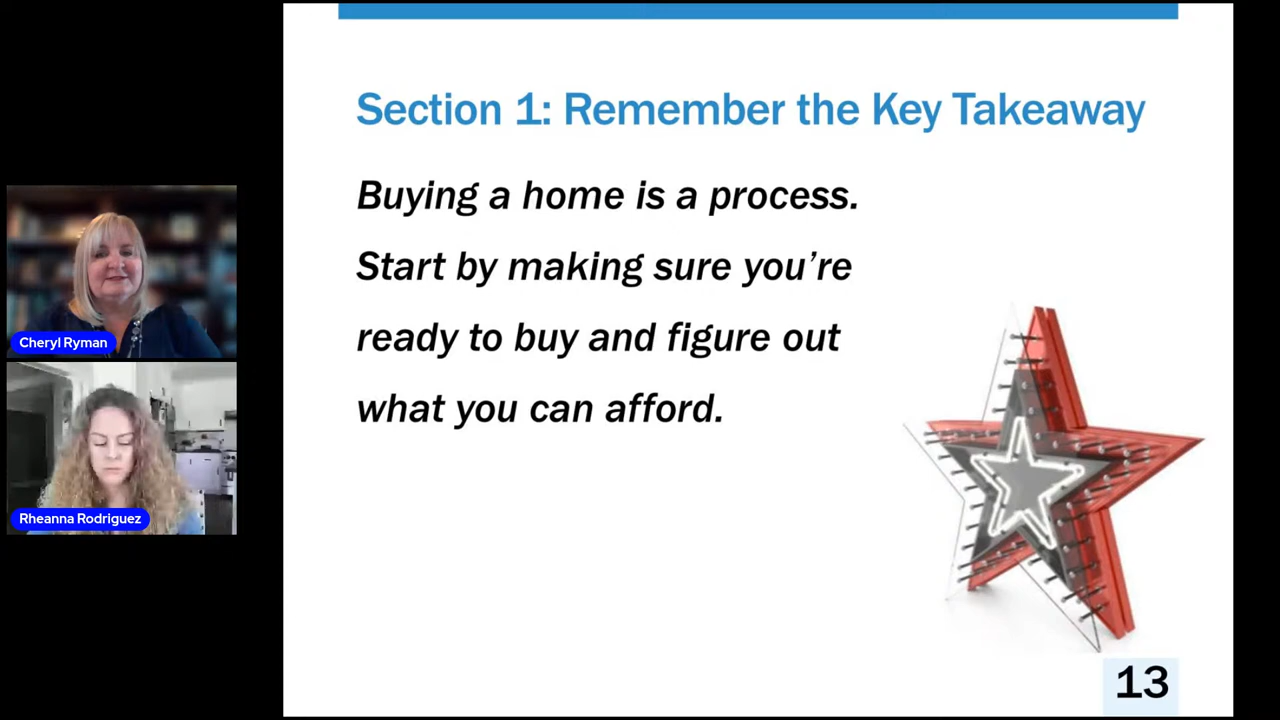 Section 1: Remember the Key Takeaway
Buying a home is a process.
Start by making sure you're
ready to buy and figure out
what you can afford.
Cheryl Ryman
Rheanna Rodriguez
13